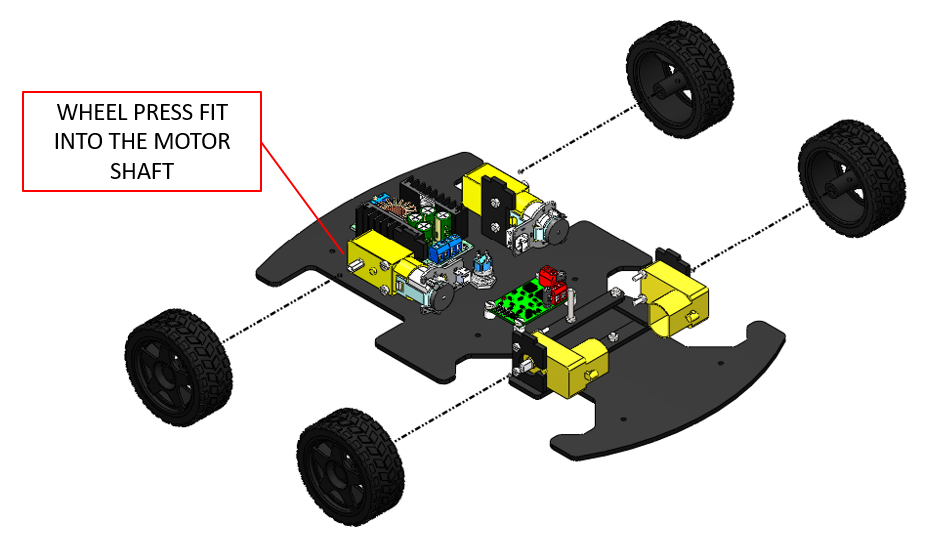 WHEEL PRESS FIT
INTO THE MOTOR
SHAFT